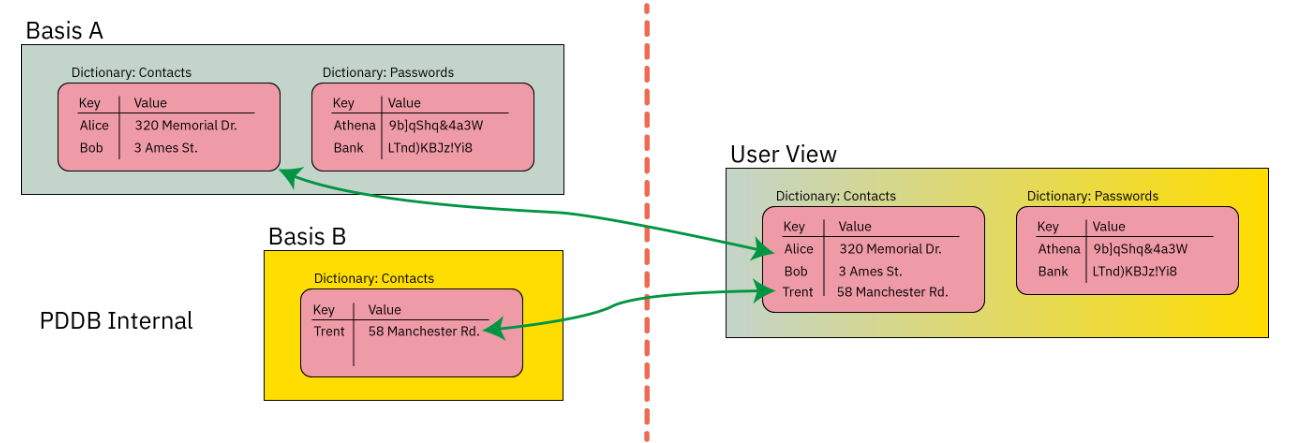 Basis A
Dictionary: Contacts
Key Value
Alice 320 Memorial Dr.
Bob 3 Ames St.
Dictionary: Passwords
Key Value
Athena 9b]qShq&4a3W
Bank LTnd)KBJz!Yi8
Basis B
Dictionary: Contacts
Key Value
Trent 58 Manchester Rd.
PDDB Internal
User View
Dictionary: Contacts
Key Value
Alice 320 Memorial Dr.
Bob 3 Ames St.
Trent 58 Manchester Rd.
Dictionary: Passwords
Key Value
Athena 9b]qShq&4a3W
Bank LTnd)KBJz!Yi8